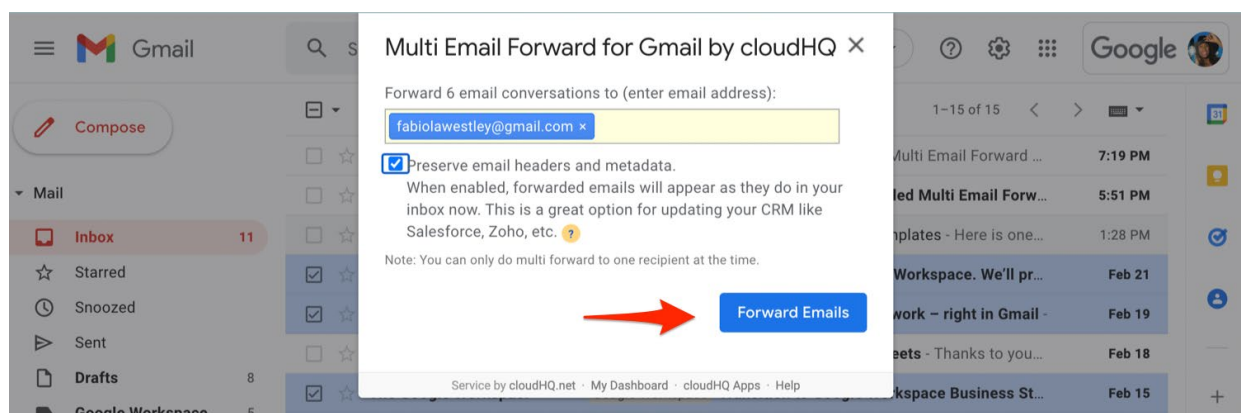 Gmail
S
Multi Email Forward for Gmail by cloudHQ ×
Google
Forward 6 email conversations to (enter email address):
fabiolawestley@gmail.com ×
1–15 of 15
31
Compose
Preserve email headers and metadata.
When enabled, forwarded emails will appear as they do in your
inbox now. This is a great option for updating your CRM like
Salesforce, Zoho, etc. ?
Note: You can only do multi forward to one recipient at the time.
Forward Emails
Service by cloudHQ.net · My Dashboard · cloudHQ Apps · Help
Multi Email Forward ... 7:19 PM
led Multi Email Forw... 5:51 PM
nplates - Here is one... 1:28 PM
Workspace. We'll pr... Feb 21
work – right in Gmail - Feb 19
eets - Thanks to you... Feb 18
kspace Business St... Feb 15
Mail
Inbox 11
Starred
Snoozed
Sent
Drafts 8
Google Workspace 5